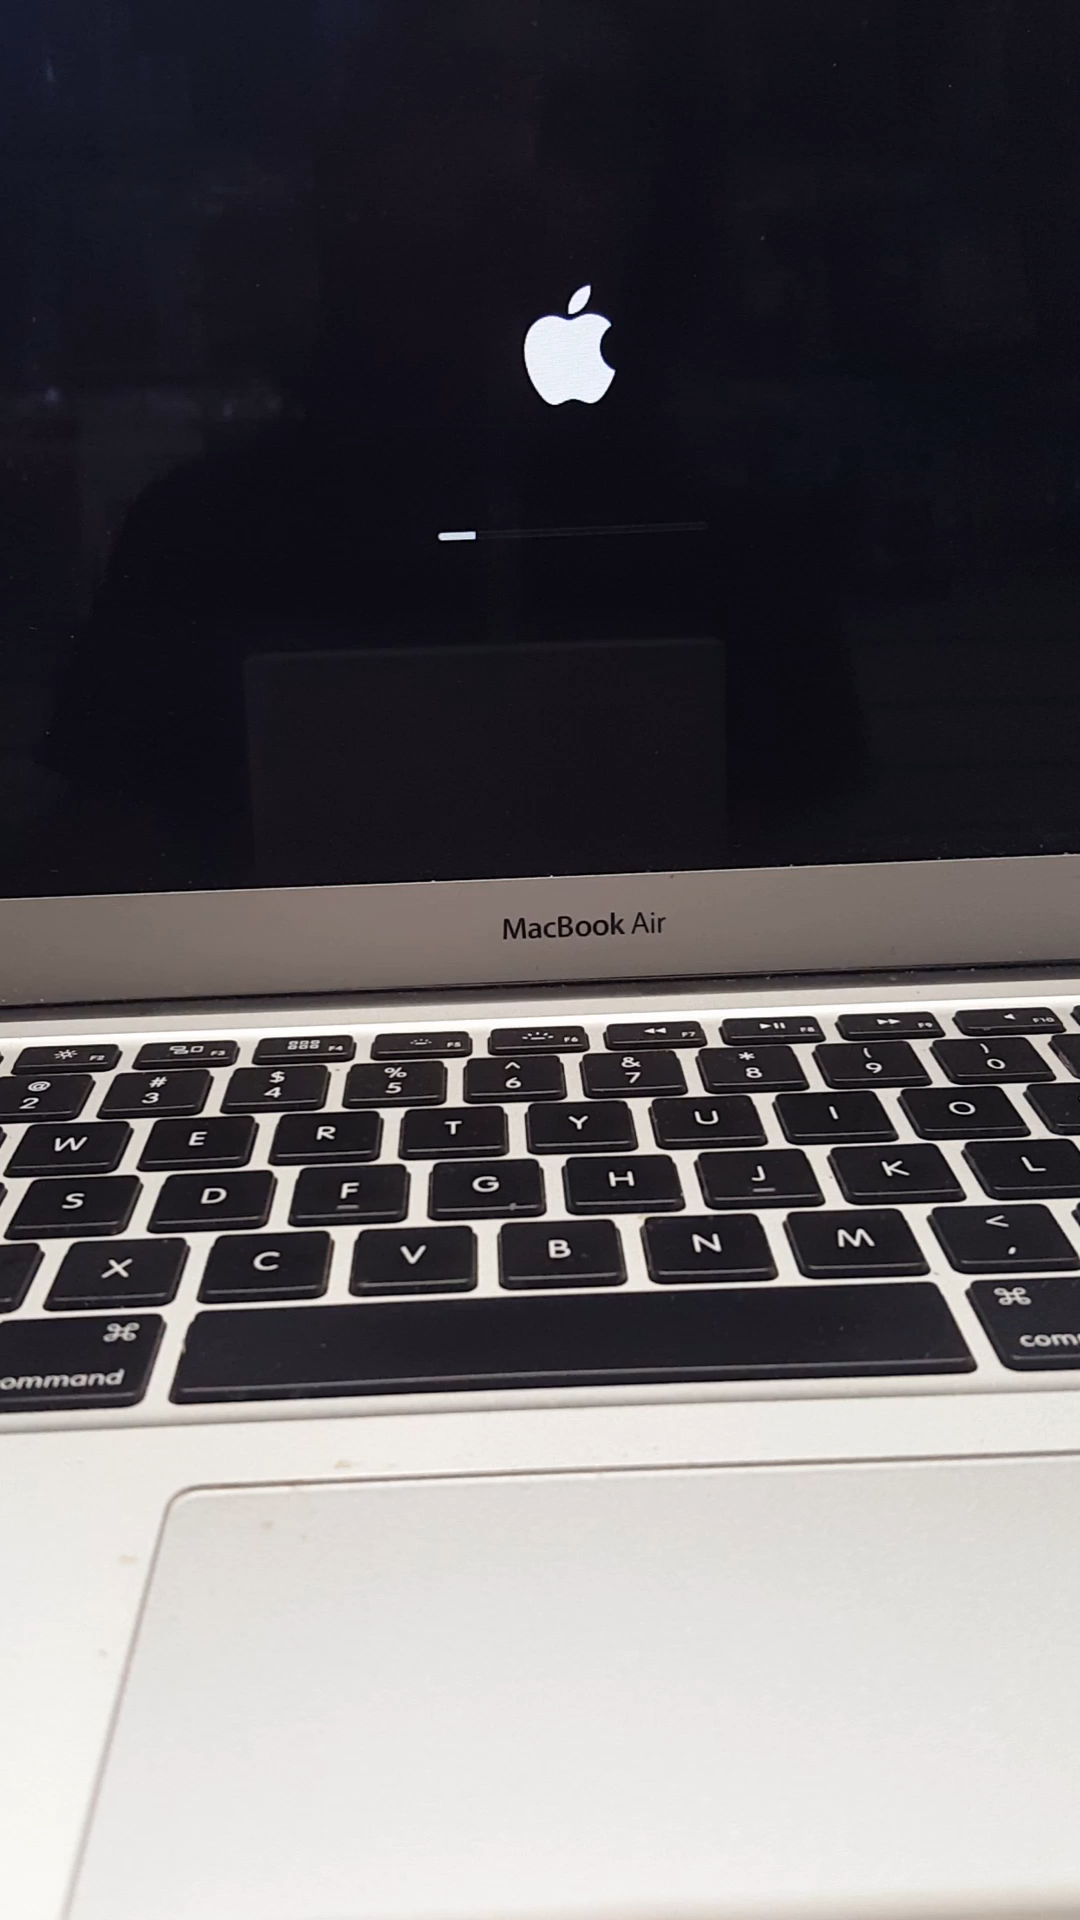 MacBook Air
F2 F3 F4 F5 F6 F7 F8 F9 F10
@ # $ % ^ & * ( )
2 3 4 5 6 7 8 9 0
W E R T Y U I O
S D F G H J K L
X C V B N M <
,
⌘ ⌘
ommand com